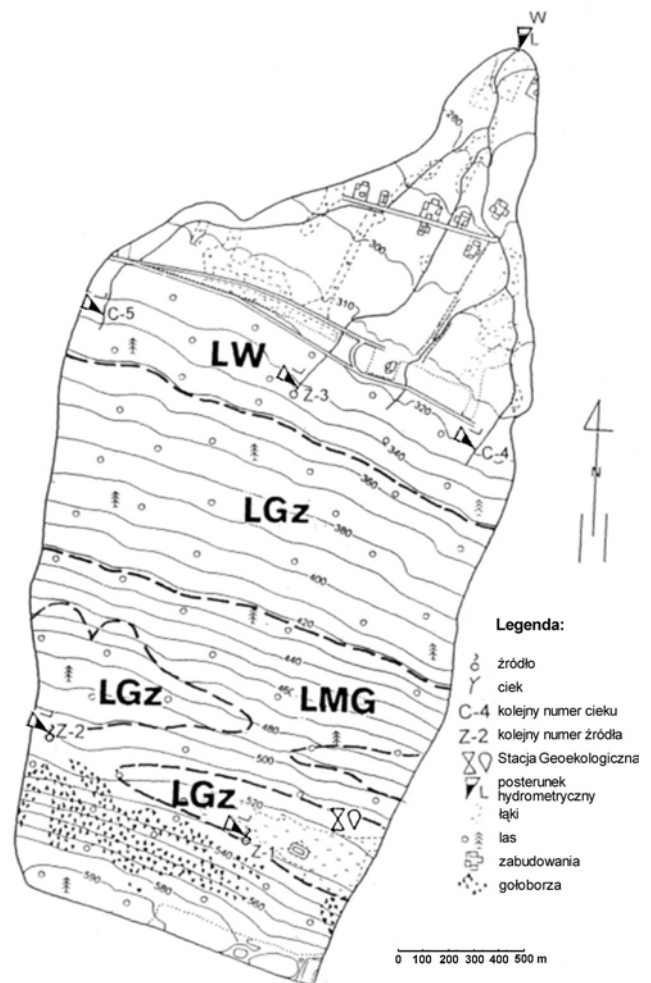 W
L
280
300
310
C-5
LW
Z-3
320
C-4
340
360
LGz
380
400
420
440
LGz
LMG
480
Z-2
500
LGz
520
Z-1
540
590
580
560
N
Legenda:
źródło
ciek
C-4 kolejny numer cieku
Z-2 kolejny numer źródła
Stacja Geoekologiczna
L posterunek
hydrometryczny
łąki
las
zabudowania
gołoborza
0 100 200 300 400 500 m